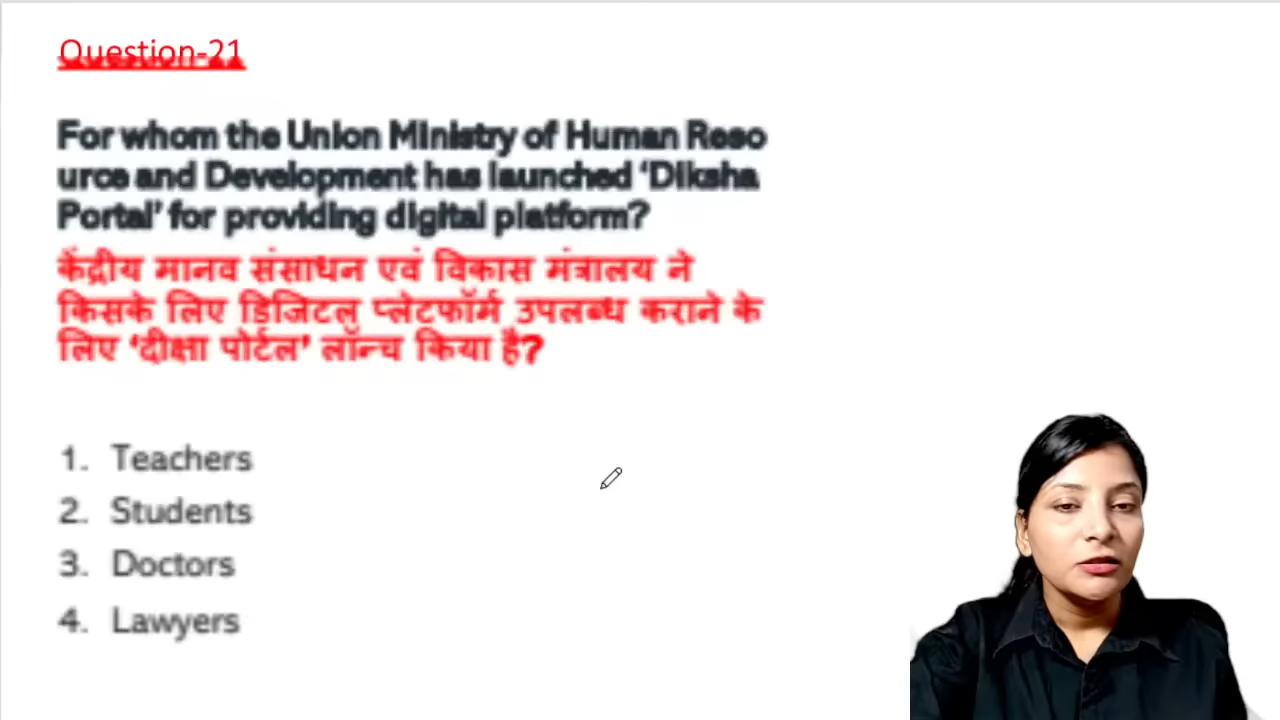 Question-21
For whom the Union Ministry of Human Reso
urce and Development has launched ‘Diksha
Portal’ for providing digital platform?
केंद्रीय मानव संसाधन एवं विकास मंत्रालय ने
किसके लिए डिजिटल प्लेटफॉर्म उपलब्ध कराने के
लिए ‘दीक्षा पोर्टल’ लॉन्च किया है?
1. Teachers
2. Students
3. Doctors
4. Lawyers